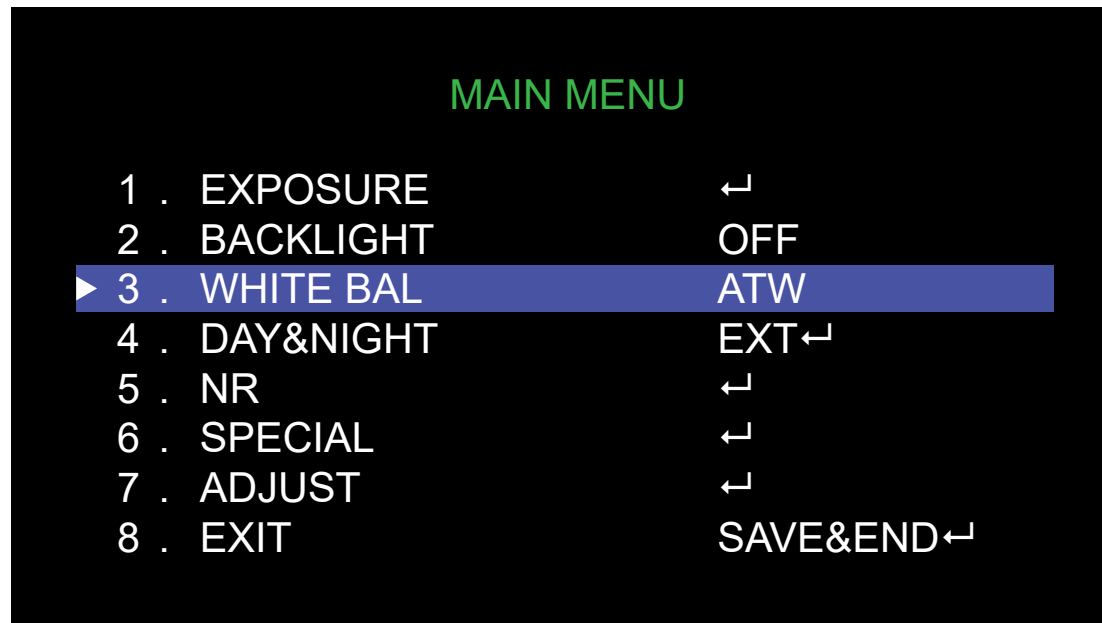 MAIN MENU
1 . EXPOSURE ↵
2 . BACKLIGHT OFF
3 . WHITE BAL ATW
4 . DAY&NIGHT EXT↵
5 . NR ↵
6 . SPECIAL ↵
7 . ADJUST ↵
8 . EXIT SAVE&END↵